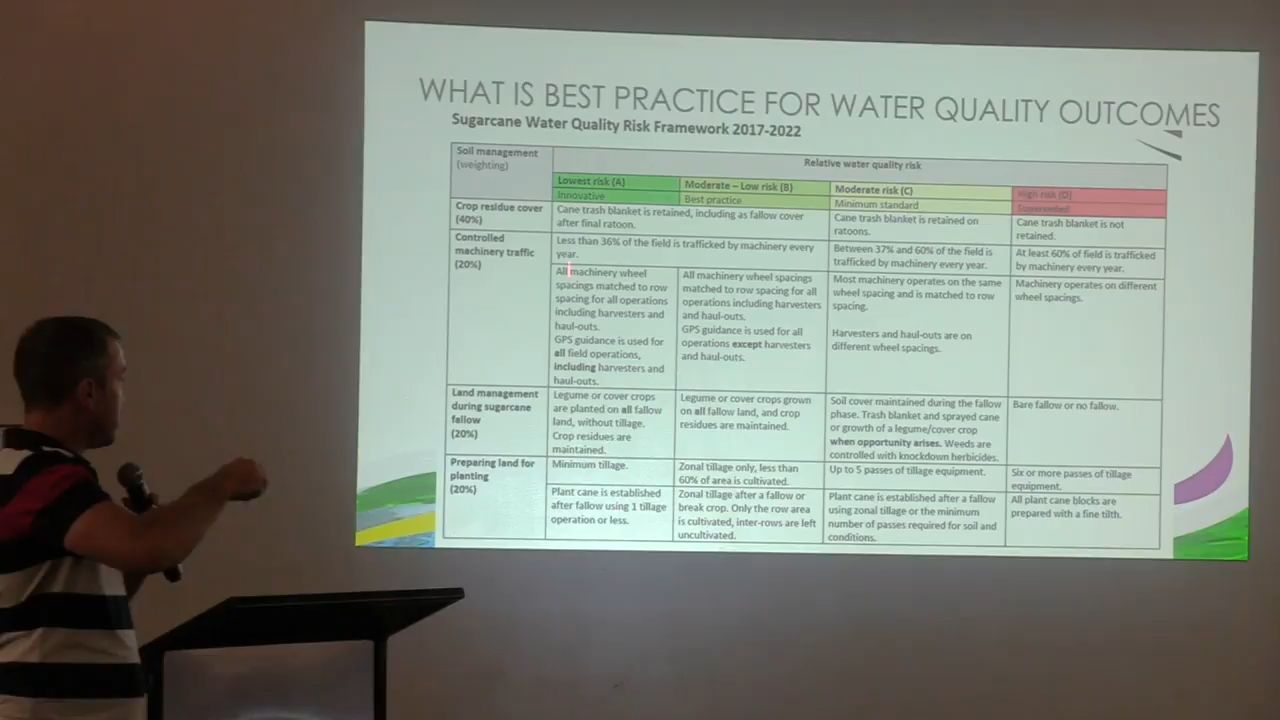 WHAT IS BEST PRACTICE FOR WATER QUALITY OUTCOMES
Sugarcane Water Quality Risk Framework 2017-2022
Soil management
(weighting)
Relative water quality risk
Lowest risk (A)
Moderate – Low risk (B)
Moderate risk (C)
High risk (D)
Innovative
Best practice
Minimum standard
Superseded
Crop residue cover
(40%)
Cane trash blanket is retained, including as fallow cover
after final ratoon.
Cane trash blanket is retained on
ratoons.
Cane trash blanket is not
retained.
Controlled
machinery traffic
(20%)
Less than 36% of the field is trafficked by machinery every
year.
Between 37% and 60% of the field is
trafficked by machinery every year.
At least 60% of field is trafficked
by machinery every year.
All machinery wheel
spacings matched to row
spacing for all operations
including harvesters and
haul-outs.
GPS guidance is used for
all field operations,
including harvesters and
haul-outs.
All machinery wheel spacings
matched to row spacing for all
operations including harvesters
and haul-outs.
GPS guidance is used for all
operations except harvesters
and haul-outs.
Most machinery operates on the same
wheel spacing and is matched to row
spacing.
Harvesters and haul-outs are on
different wheel spacings.
Machinery operates on different
wheel spacings.
Land management
during sugarcane
fallow
(20%)
Legume or cover crops
are planted on all fallow
land, without tillage.
Crop residues are
maintained.
Legume or cover crops grown
on all fallow land, and crop
residues are maintained.
Soil cover maintained during the fallow
phase. Trash blanket and sprayed cane
or growth of a legume/cover crop
when opportunity arises. Weeds are
controlled with knockdown herbicides.
Bare fallow or no fallow.
Preparing land for
planting
(20%)
Minimum tillage.
Zonal tillage only, less than
60% of area is cultivated.
Up to 5 passes of tillage equipment.
Six or more passes of tillage
equipment.
Plant cane is established
after fallow using 1 tillage
operation or less.
Zonal tillage after a fallow or
break crop. Only the row area
is cultivated, inter-rows are left
uncultivated.
Plant cane is established after a fallow
using zonal tillage or the minimum
number of passes required for soil and
conditions.
All plant cane blocks are
prepared with a fine tilth.